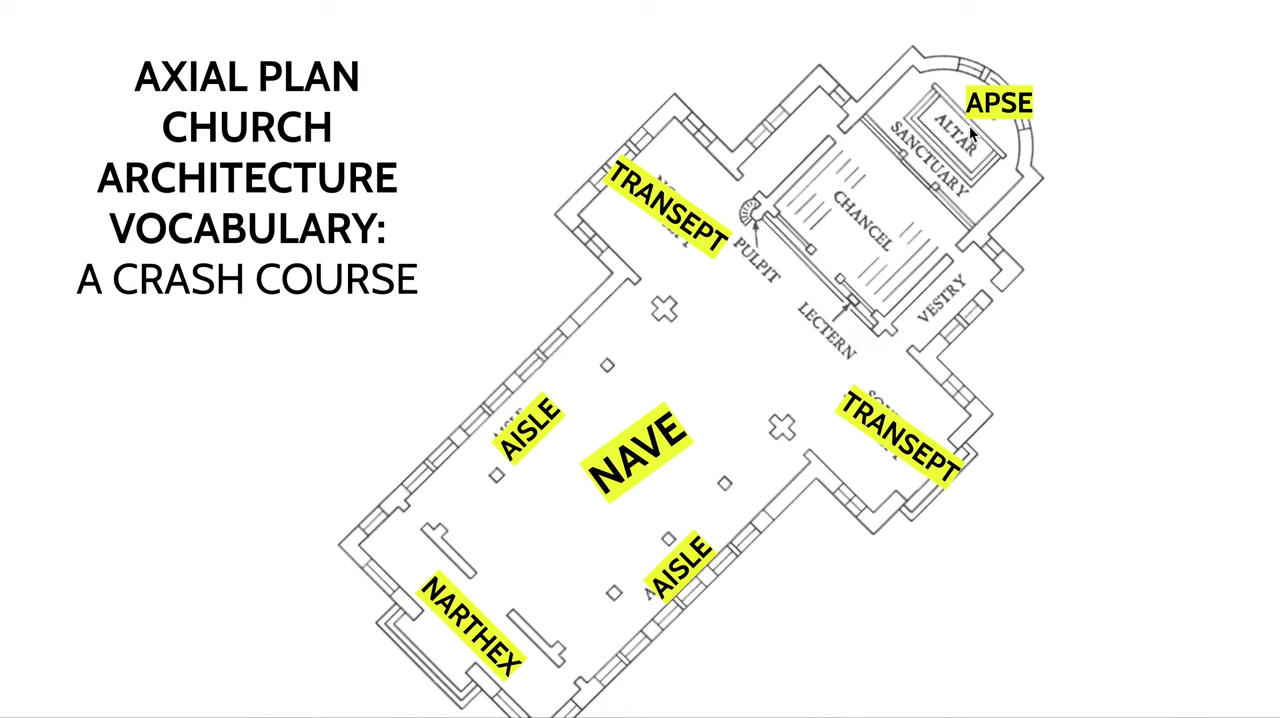 AXIAL PLAN
CHURCH
ARCHITECTURE
VOCABULARY:
A CRASH COURSE
APSE
ALTAR
SANCTUARY
TRANSEPT
CHANCEL
PULPIT
VESTRY
LECTERN
AISLE
NAVE
TRANSEPT
AISLE
NARTHEX